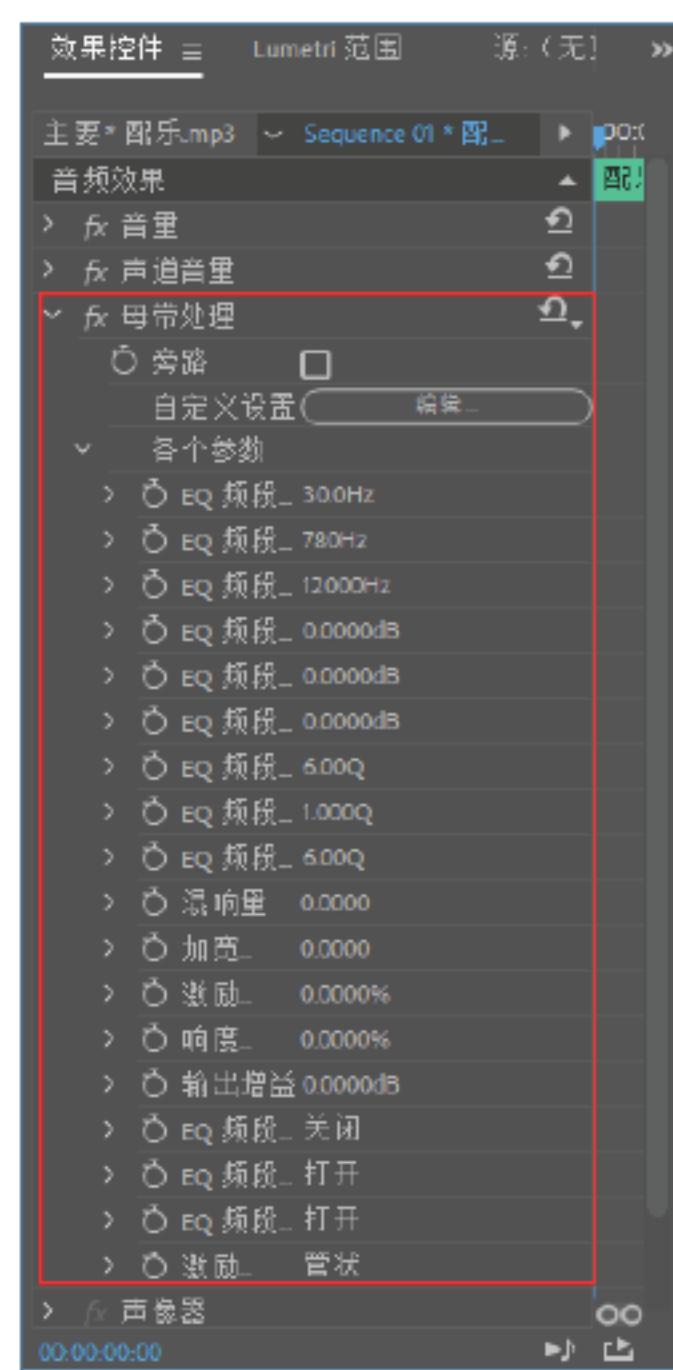 效果控件 Lumetri 范围 源:（无）
主要* 配乐.mp3 Sequence 01 * 配... 00:0
音频效果 配
fx 音量
fx 声道音量
fx 母带处理
旁路
自定义设置 编辑...
各个参数
EQ 频段... 30.0Hz
EQ 频段... 780Hz
EQ 频段... 12000Hz
EQ 频段... 0.0000dB
EQ 频段... 0.0000dB
EQ 频段... 0.0000dB
EQ 频段... 6.00Q
EQ 频段... 1.000Q
EQ 频段... 6.00Q
混响量 0.0000
加宽... 0.0000
激励... 0.0000%
响度... 0.0000%
输出增益 0.0000dB
EQ 频段... 关闭
EQ 频段... 打开
EQ 频段... 打开
激励... 管状
fx 声像器
00:00:00:00